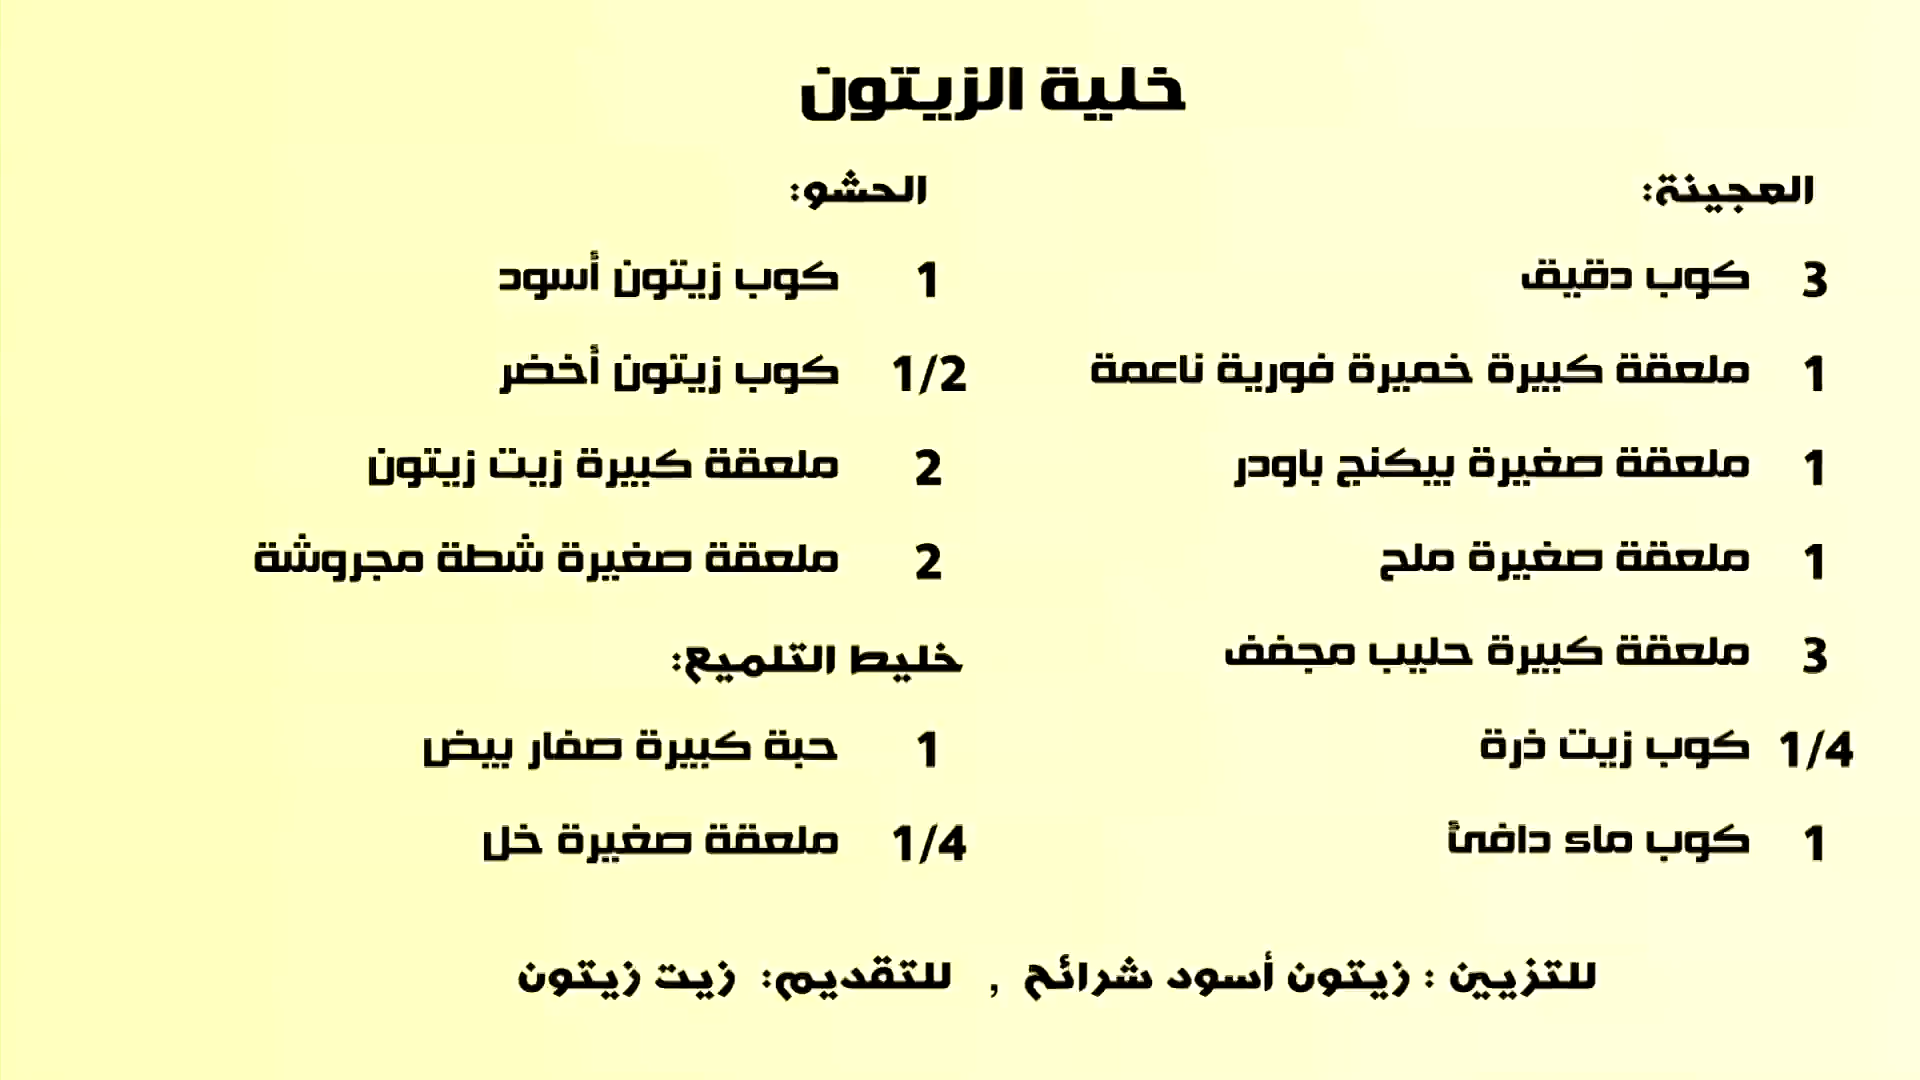 خلية الزيتون
العجينة:
3 كوب دقيق
1 ملعقة كبيرة خميرة فورية ناعمة
1 ملعقة صغيرة بيكنج باودر
1 ملعقة صغيرة ملح
3 ملعقة كبيرة حليب مجفف
1/4 كوب زيت ذرة
1 كوب ماء دافئ
الحشو:
1 كوب زيتون أسود
1/2 كوب زيتون أخضر
2 ملعقة كبيرة زيت زيتون
2 ملعقة صغيرة شطة مجروشة
خليط التلميع:
1 حبة كبيرة صفار بيض
1/4 ملعقة صغيرة خل
للتزيين : زيتون أسود شرائح , للتقديم: زيت زيتون